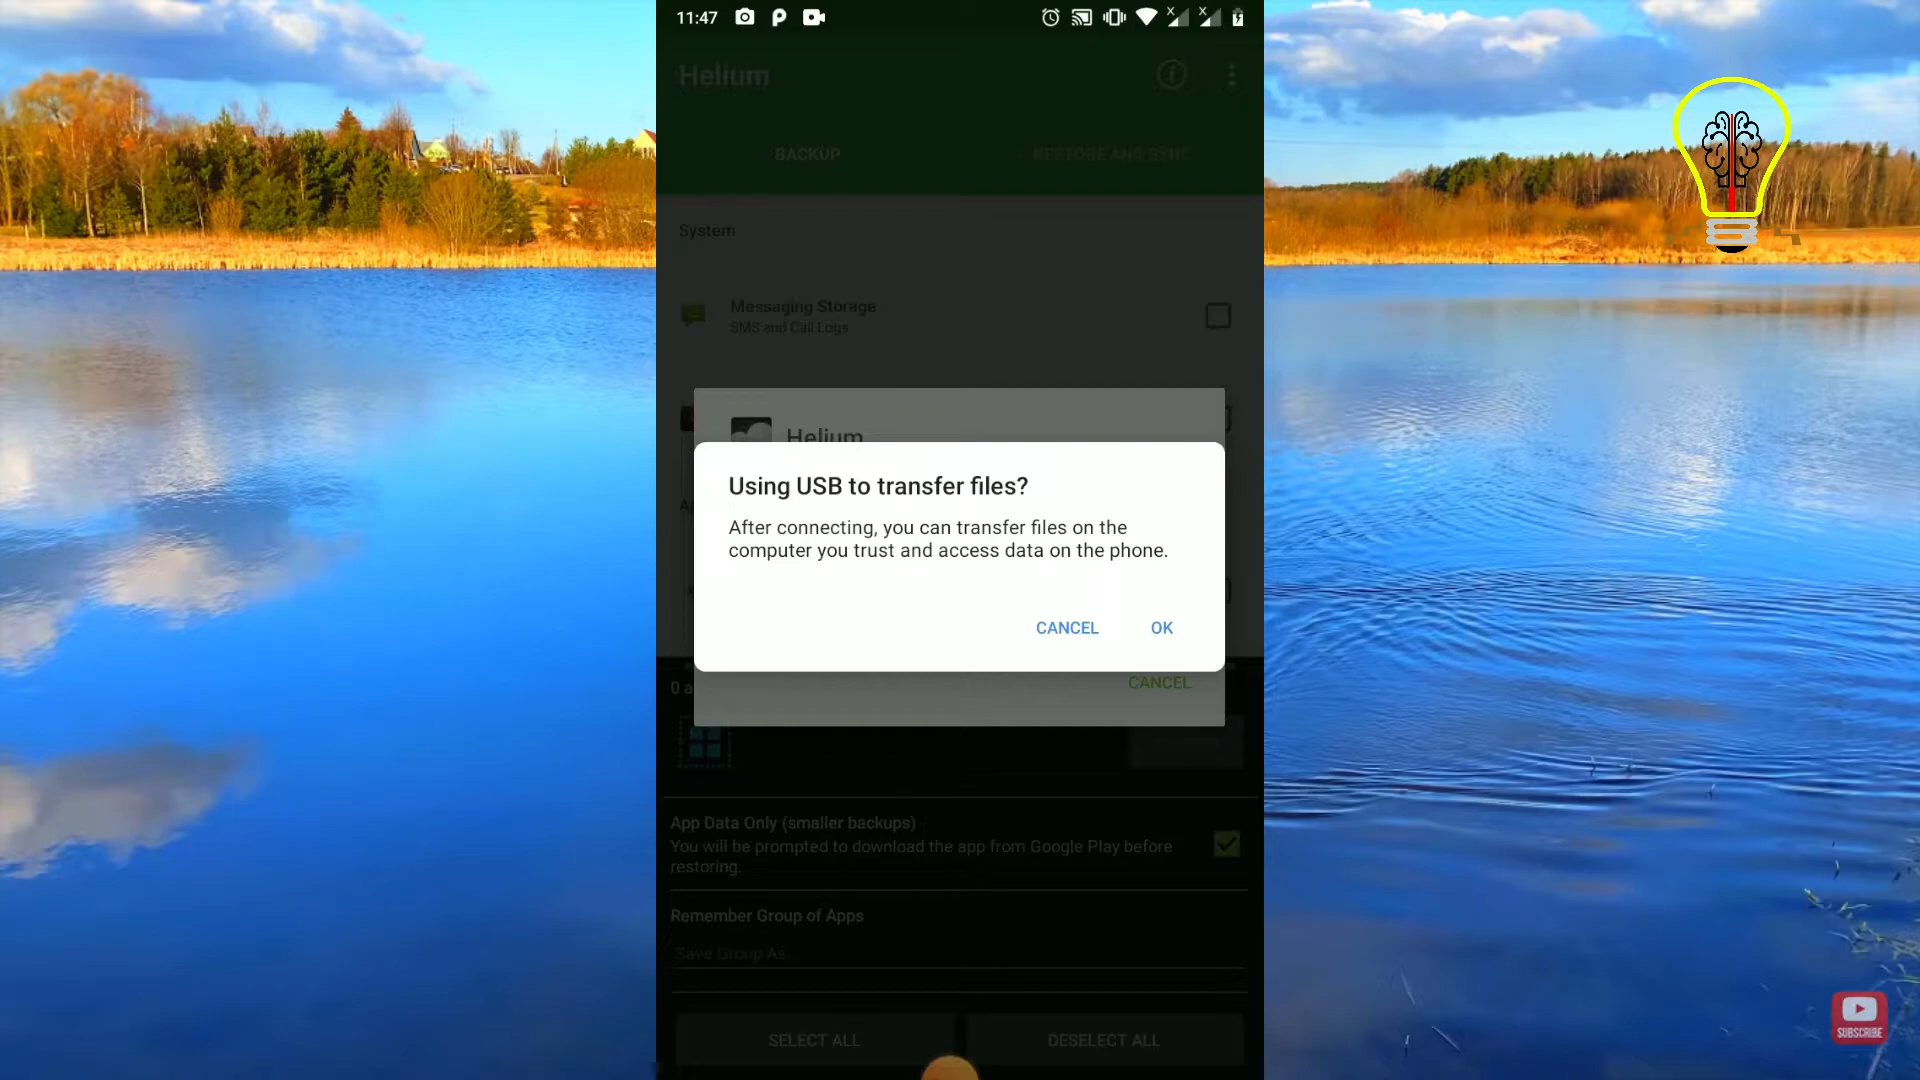 11:47
Helium
BACKUP
RESTORE AND SYNC
System
Messaging Storage
SMS and Call Logs
Helium
Using USB to transfer files?
After connecting, you can transfer files on the
computer you trust and access data on the phone.
CANCEL OK
CANCEL
0 a
App Data Only (smaller backups)
You will be prompted to download the app from Google Play before
restoring.
Remember Group of Apps
Save Group As
SELECT ALL
DESELECT ALL
SUBSCRIBE